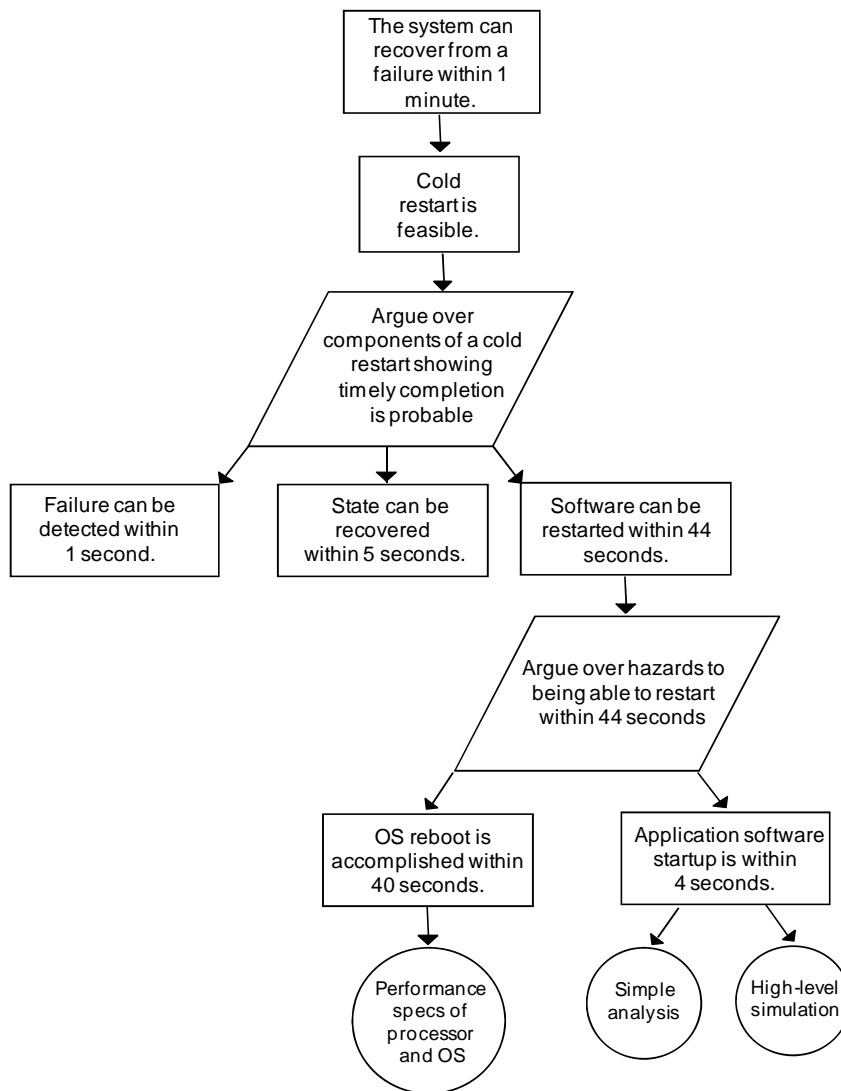 The system can
recover from a
failure within 1
minute.
Cold
restart is
feasible.
Argue over
components of a cold
restart showing
timely completion
is probable
Failure can be
detected within
1 second.
State can be
recovered
within 5 seconds.
Software can be
restarted within 44
seconds.
Argue over hazards to
being able to restart
within 44 seconds
OS reboot is
accomplished within
40 seconds.
Application software
startup is within
4 seconds.
Performance
specs of
processor
and OS
Simple
analysis
High-level
simulation